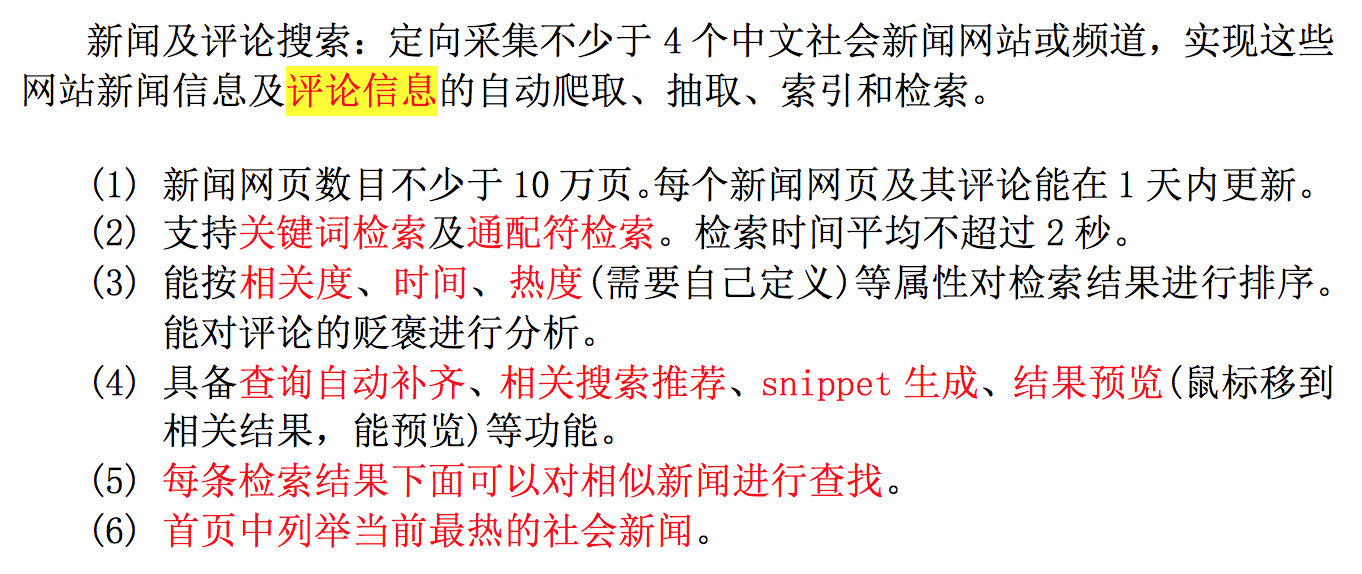 新闻及评论搜索：定向采集不少于 4 个中文社会新闻网站或频道，实现这些
网站新闻信息及评论信息的自动爬取、抽取、索引和检索。
(1) 新闻网页数目不少于 10 万页。每个新闻网页及其评论能在 1 天内更新。
(2) 支持关键词检索及通配符检索。检索时间平均不超过 2 秒。
(3) 能按相关度、时间、热度(需要自己定义)等属性对检索结果进行排序。
能对评论的贬褒进行分析。
(4) 具备查询自动补齐、相关搜索推荐、snippet 生成、结果预览(鼠标移到
相关结果，能预览)等功能。
(5) 每条检索结果下面可以对相似新闻进行查找。
(6) 首页中列举当前最热的社会新闻。